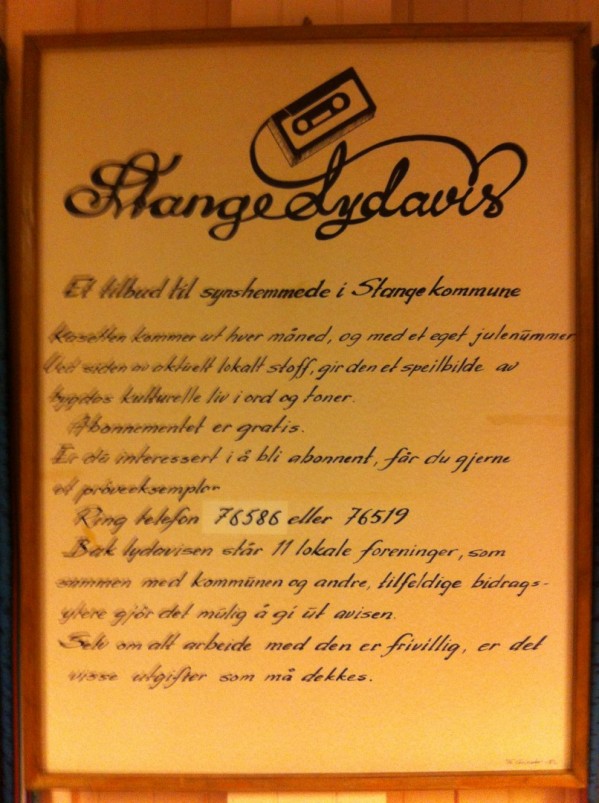 Stange Lydavis
Et tilbud til synshemmede i Stange kommune
Kasetten kommer ut hver måned, og med et eget julenummer
Ved siden av aktuelt lokalt stoff, gir den et speilbilde av
bygdas kulturelle liv i ord og toner.
Abonnementet er gratis.
Er du interessert i å bli abonnent, får du gjerne
et prøveeksemplar
Ring telefon 76586 eller 76519
Bak lydavisen står 11 lokale foreninger, som
sammen med kommunen og andre, tilfeldige bidrags-
ytere gjör det mulig å gi ut avisen.
Selv om alt arbeide med den er frivillig, er det
visse utgifter som må dekkes.